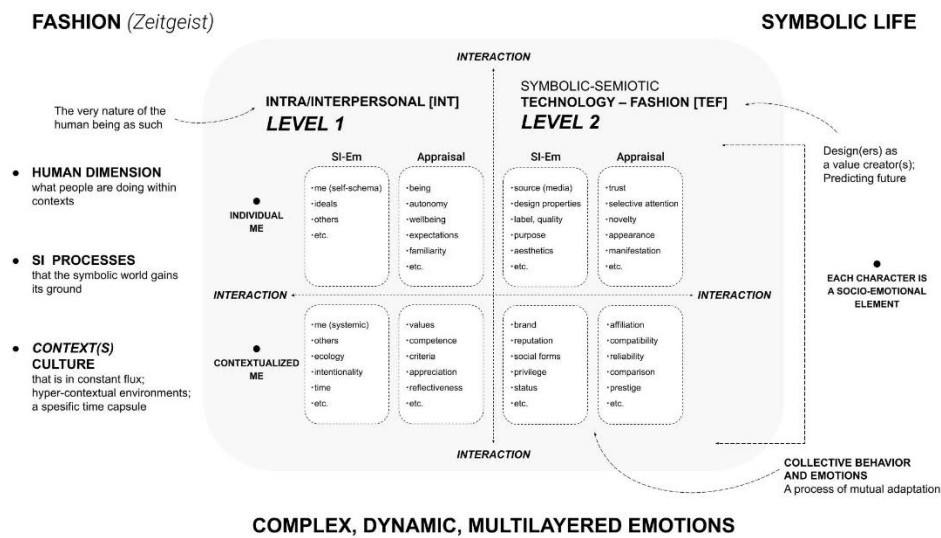 FASHION (Zeitgeist)
SYMBOLIC LIFE
INTERACTION
The very nature of the
human being as such
INTRA/INTERPERSONAL [INT]
LEVEL 1
SYMBOLIC-SEMIOTIC
TECHNOLOGY – FASHION [TEF]
LEVEL 2
Design(ers) as
a value creator(s);
Predicting future
● HUMAN DIMENSION
what people are doing within
contexts
● SI PROCESSES
that the symbolic world gains
its ground
● CONTEXT(S)
CULTURE
that is in constant flux;
hyper-contextual environments;
a spesific time capsule
● INDIVIDUAL
ME
SI-Em
• me (self-schema)
• ideals
• others
• etc.
Appraisal
• being
• autonomy
• wellbeing
• expectations
• familiarity
• etc.
SI-Em
• source (media)
• design properties
• label, quality
• purpose
• aesthetics
• etc.
Appraisal
• trust
• selective attention
• novelty
• appearance
• manifestation
• etc.
INTERACTION
INTERACTION
● CONTEXTUALIZED
ME
• me (systemic)
• others
• ecology
• intentionality
• time
• etc.
• values
• competence
• criteria
• appreciation
• reflectiveness
• etc.
• brand
• reputation
• social forms
• privilege
• status
• etc.
• affiliation
• compatibility
• reliability
• comparison
• prestige
• etc.
● EACH CHARACTER IS
A SOCIO-EMOTIONAL
ELEMENT
INTERACTION
COLLECTIVE BEHAVIOR
AND EMOTIONS
A process of mutual adaptation
COMPLEX, DYNAMIC, MULTILAYERED EMOTIONS